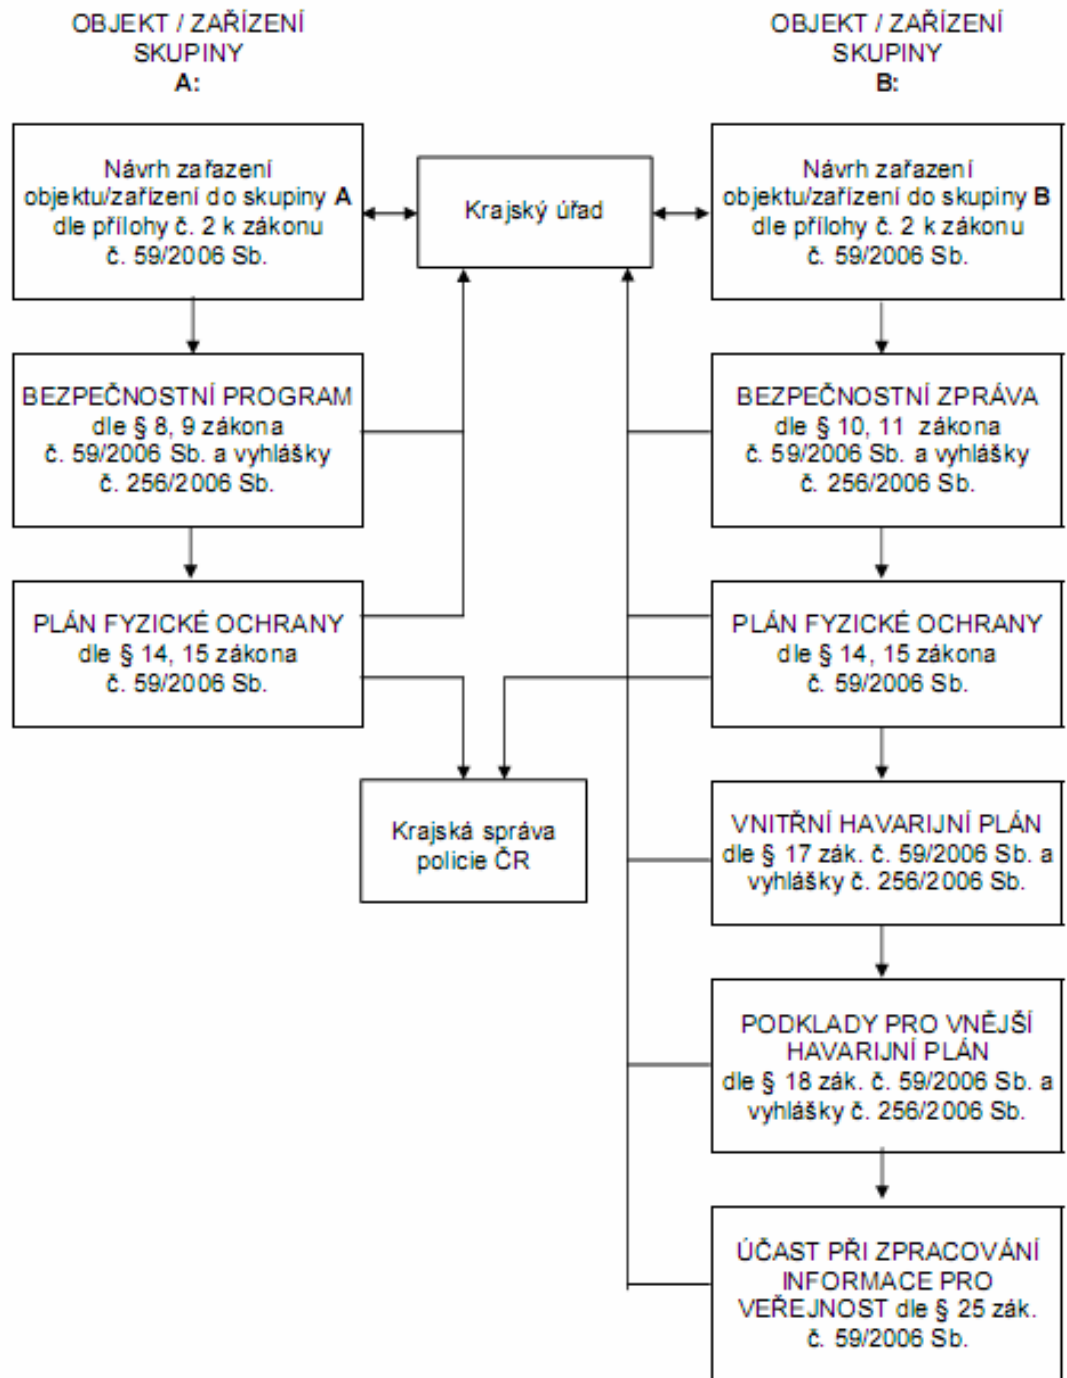 OBJEKT / ZAŘÍZENÍ
SKUPINY
A:
Návrh zařazení
objektu/zařízení do skupiny A
dle přílohy č. 2 k zákonu
č. 59/2006 Sb.
BEZPEČNOSTNÍ PROGRAM
dle § 8, 9 zákona
č. 59/2006 Sb. a vyhlášky
č. 256/2006 Sb.
PLÁN FYZICKÉ OCHRANY
dle § 14, 15 zákona
č. 59/2006 Sb.
Krajský úřad
Krajská správa
policie ČR
OBJEKT / ZAŘÍZENÍ
SKUPINY
B:
Návrh zařazení
objektu/zařízení do skupiny B
dle přílohy č. 2 k zákonu
č. 59/2006 Sb.
BEZPEČNOSTNÍ ZPRÁVA
dle § 10, 11 zákona
č. 59/2006 Sb. a vyhlášky
č. 256/2006 Sb.
PLÁN FYZICKÉ OCHRANY
dle § 14, 15 zákona
č. 59/2006 Sb.
VNITŘNÍ HAVARIJNÍ PLÁN
dle § 17 zák. č. 59/2006 Sb. a
vyhlášky č. 256/2006 Sb.
PODKLADY PRO VNĚJŠÍ
HAVARIJNÍ PLÁN
dle § 18 zák. č. 59/2006 Sb. a
vyhlášky č. 256/2006 Sb.
ÚČAST PŘI ZPRACOVÁNÍ
INFORMACE PRO
VEŘEJNOST dle § 25 zák.
č. 59/2006 Sb.